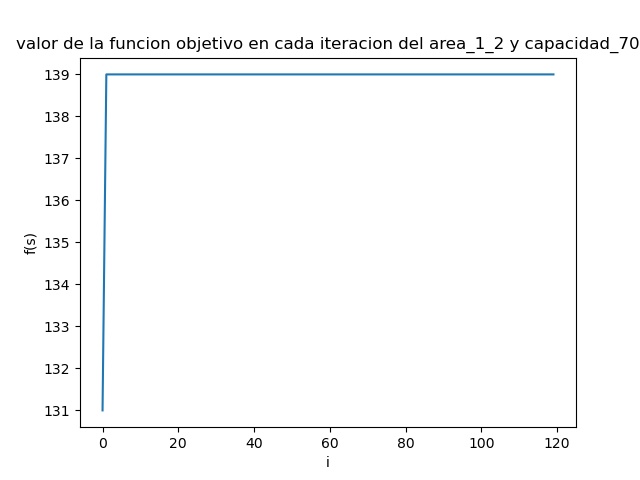 valor de la funcion objetivo en cada iteracion del area_1_2 y capacidad_70
139
138
137
136
135
134
133
132
131
f(s)
0 20 40 60 80 100 120
i